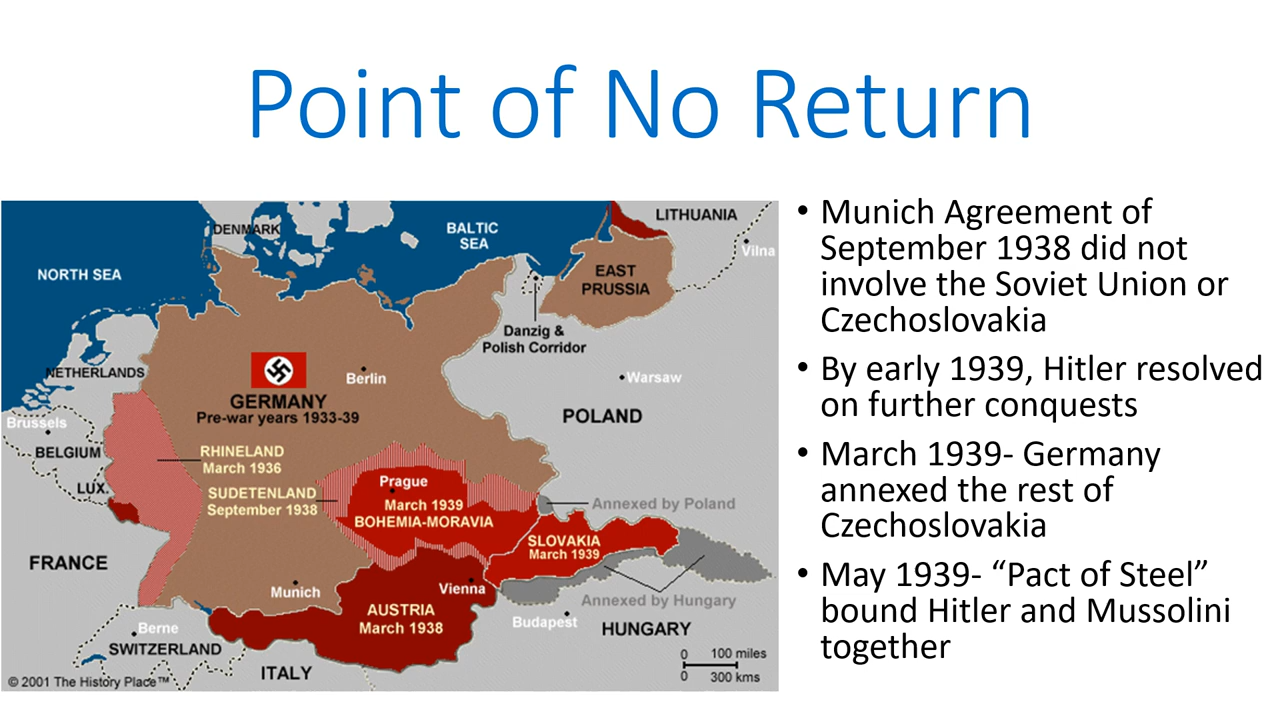 Point of No Return
LITHUANIA
DENMARK
BALTIC
SEA
Vilna
NORTH SEA
EAST
PRUSSIA
Danzig &
Polish Corridor
NETHERLANDS
Berlin
Warsaw
GERMANY
Pre-war years 1933-39
POLAND
Brussels
BELGIUM
RHINELAND
March 1936
LUX.
SUDETENLAND
September 1938
Prague
March 1939
BOHEMIA-MORAVIA
Annexed by Poland
SLOVAKIA
March 1939
FRANCE
Munich
Vienna
AUSTRIA
March 1938
Annexed by Hungary
Budapest
HUNGARY
Berne
SWITZERLAND
ITALY
0 100 miles
0 300 kms
© 2001 The History Place™
• Munich Agreement of
September 1938 did not
involve the Soviet Union or
Czechoslovakia
• By early 1939, Hitler resolved
on further conquests
• March 1939- Germany
annexed the rest of
Czechoslovakia
• May 1939- “Pact of Steel”
bound Hitler and Mussolini
together